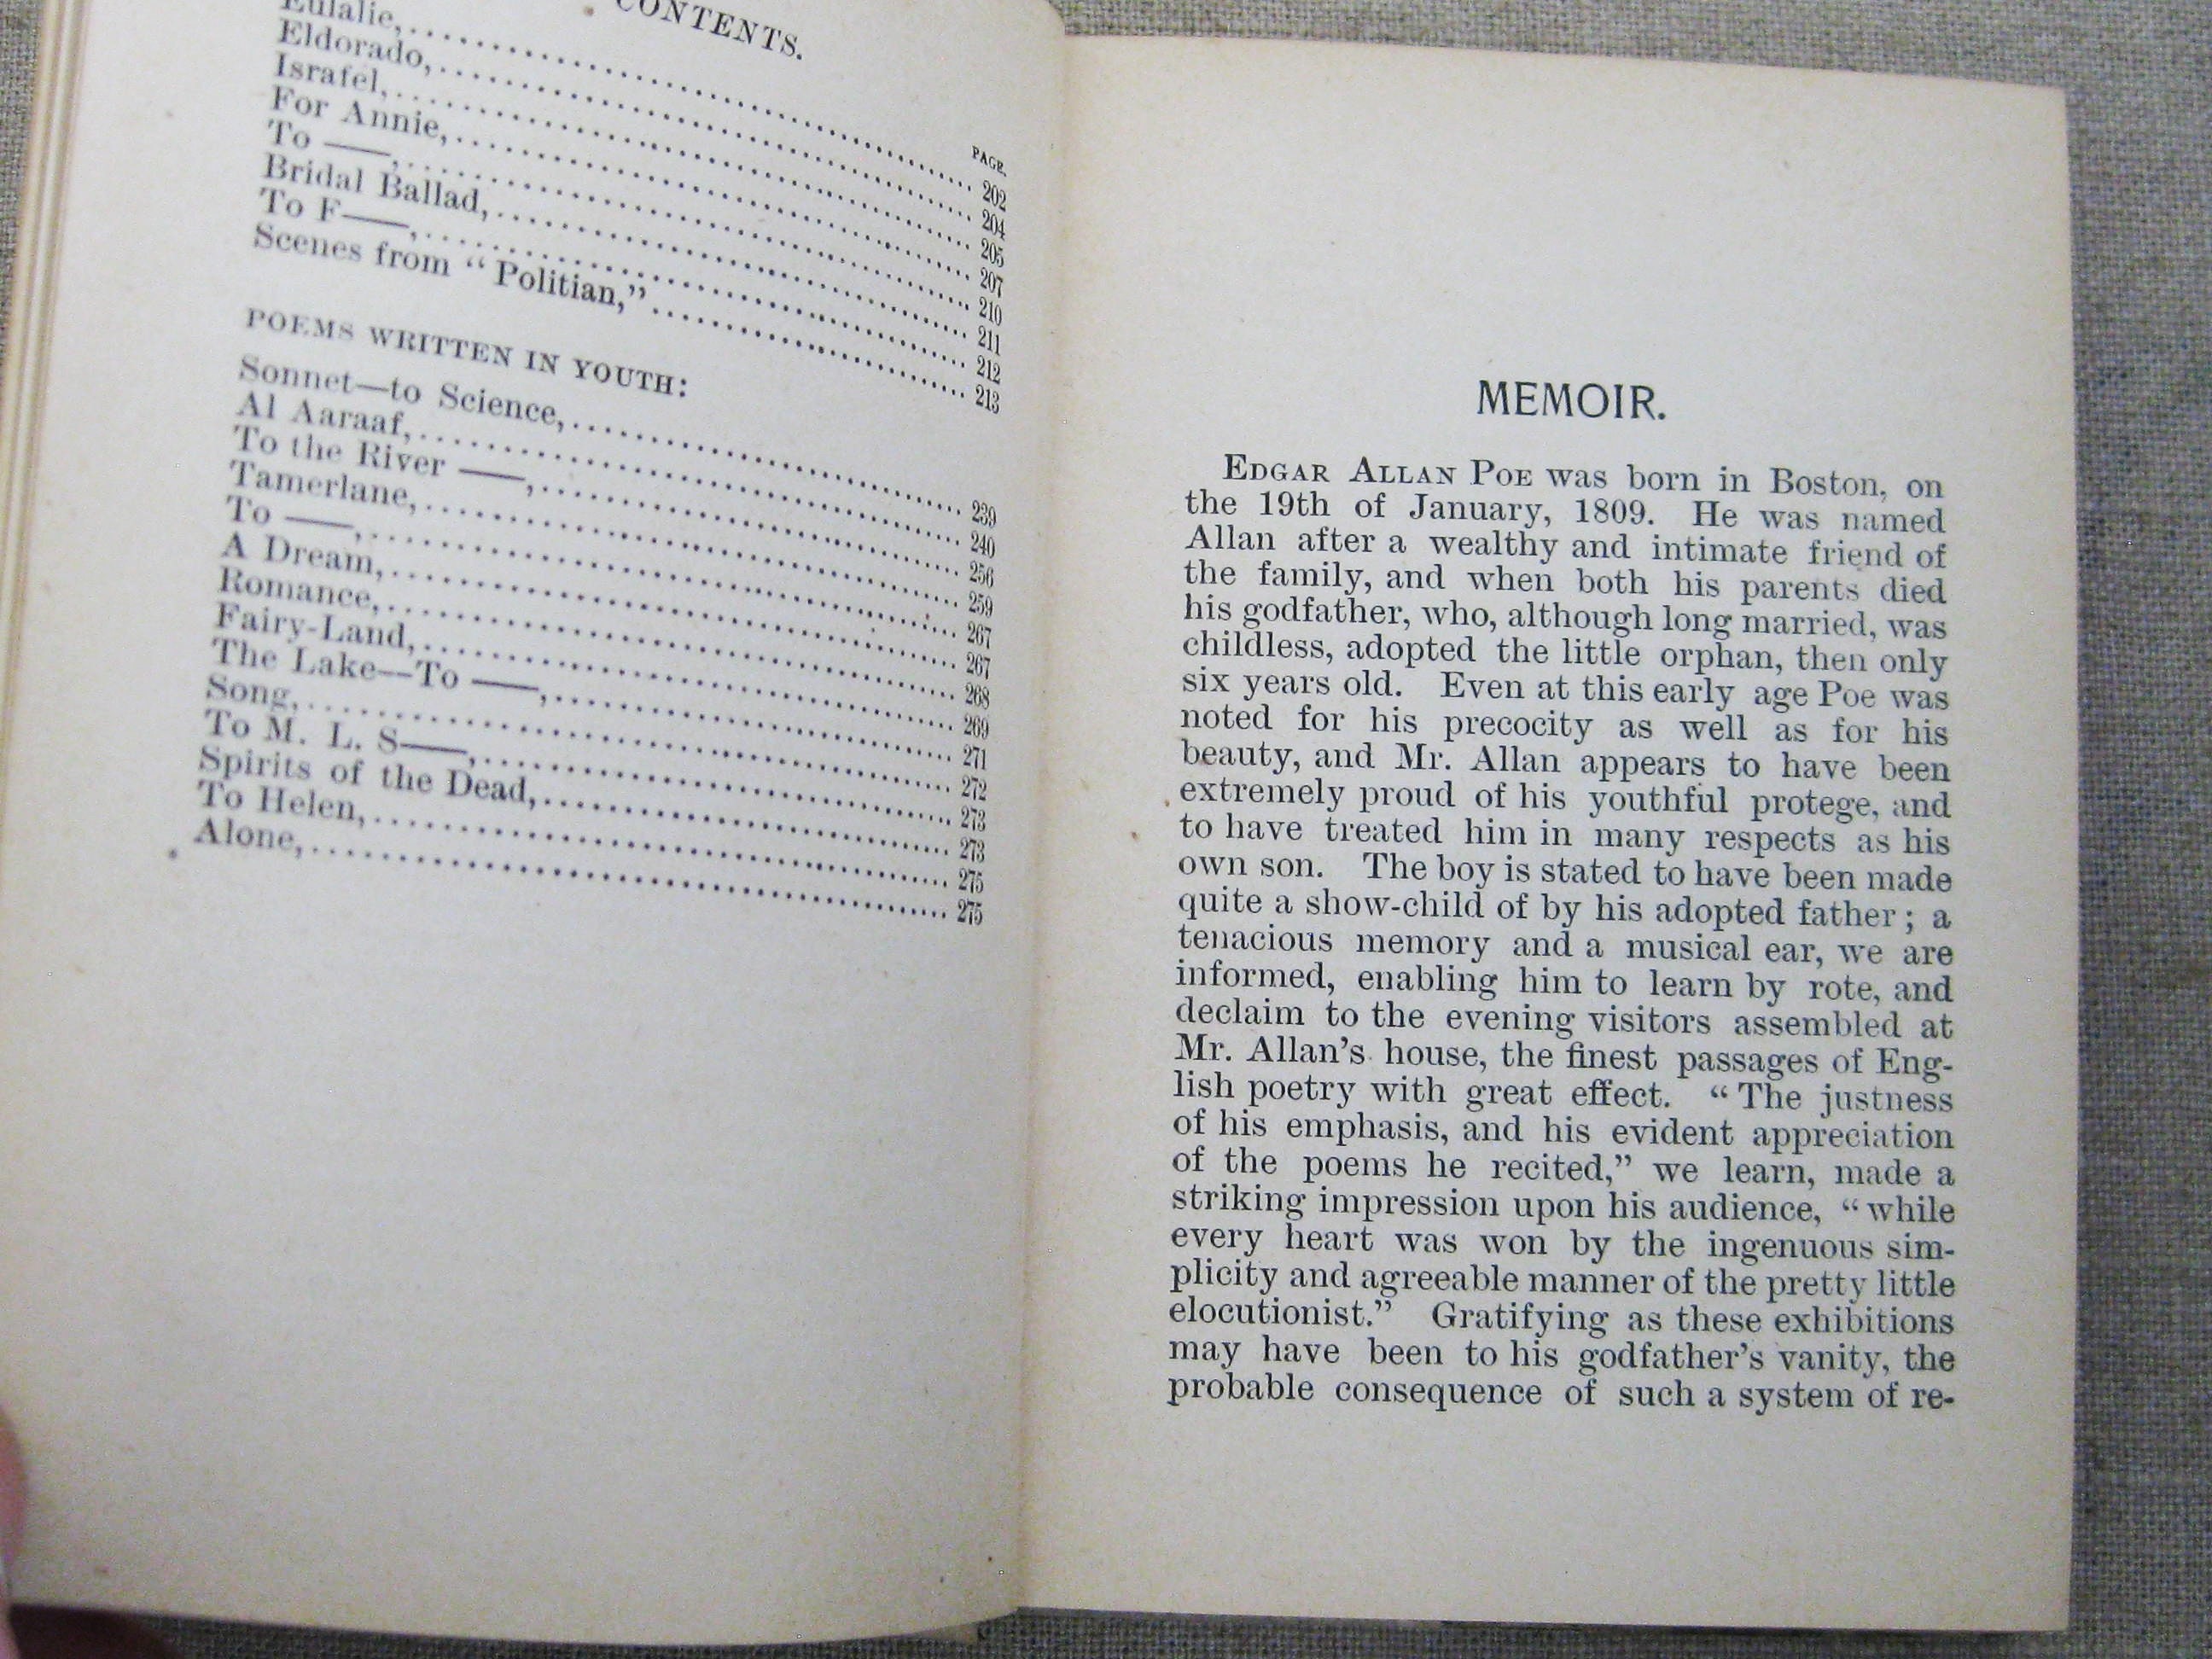 CONTENTS.
PAGE.
Eulalie, 202
Eldorado, 204
Israfel, 205
For Annie, 207
To ——, 210
Bridal Ballad, 211
To F——, 212
Scenes from “Politian,” 213
POEMS WRITTEN IN YOUTH:
Sonnet—to Science, 239
Al Aaraaf, 240
To the River ——, 256
Tamerlane, 259
To ——, 267
A Dream, 267
Romance, 268
Fairy-Land, 269
The Lake—To ——, 271
Song, 272
To M. L. S——, 273
Spirits of the Dead, 273
To Helen, 275
Alone, 275
MEMOIR.
EDGAR ALLAN POE was born in Boston, on
the 19th of January, 1809. He was named
Allan after a wealthy and intimate friend of
the family, and when both his parents died
his godfather, who, although long married, was
childless, adopted the little orphan, then only
six years old. Even at this early age Poe was
noted for his precocity as well as for his
beauty, and Mr. Allan appears to have been
extremely proud of his youthful protege, and
to have treated him in many respects as his
own son. The boy is stated to have been made
quite a show-child of by his adopted father; a
tenacious memory and a musical ear, we are
informed, enabling him to learn by rote, and
declaim to the evening visitors assembled at
Mr. Allan’s house, the finest passages of Eng-
lish poetry with great effect. “The justness
of his emphasis, and his evident appreciation
of the poems he recited,” we learn, made a
striking impression upon his audience, “while
every heart was won by the ingenuous sim-
plicity and agreeable manner of the pretty little
elocutionist.” Gratifying as these exhibitions
may have been to his godfather’s vanity, the
probable consequence of such a system of re-